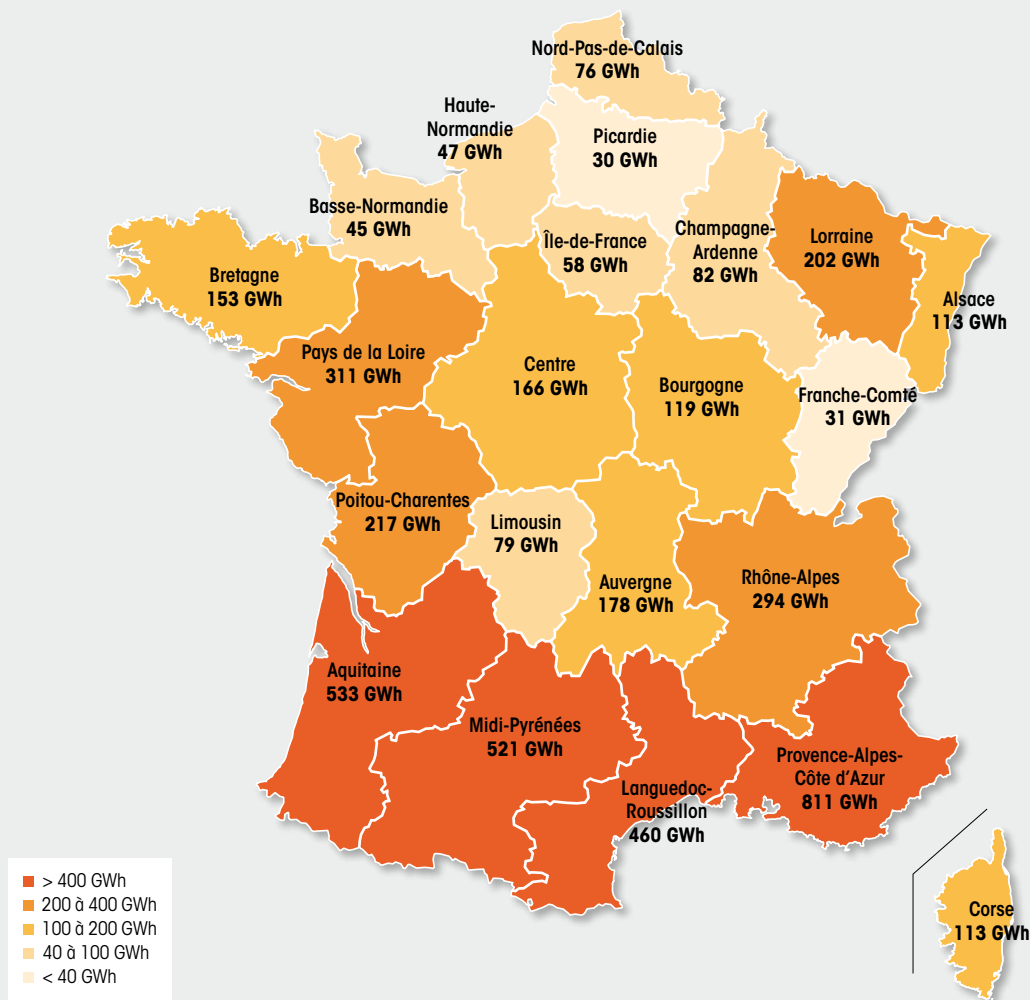 Nord-Pas-de-Calais
76 GWh
Haute-
Normandie
47 GWh
Picardie
30 GWh
Basse-Normandie
45 GWh
Île-de-France
58 GWh
Champagne-
Ardenne
82 GWh
Lorraine
202 GWh
Alsace
113 GWh
Bretagne
153 GWh
Pays de la Loire
311 GWh
Centre
166 GWh
Bourgogne
119 GWh
Franche-Comté
31 GWh
Poitou-Charentes
217 GWh
Limousin
79 GWh
Auvergne
178 GWh
Rhône-Alpes
294 GWh
Aquitaine
533 GWh
Midi-Pyrénées
521 GWh
Languedoc-
Roussillon
460 GWh
Provence-Alpes-
Côte d'Azur
811 GWh
Corse
113 GWh
> 400 GWh
200 à 400 GWh
100 à 200 GWh
40 à 100 GWh
< 40 GWh